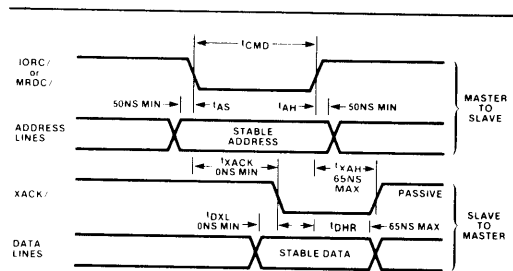 tCMD
IORC/
or
MRDC/
50NS MIN tAS tAH 50NS MIN
MASTER
TO
SLAVE
ADDRESS
LINES
STABLE
ADDRESS
tXACK
0NS MIN
tXAH
65NS
MAX
XACK/
PASSIVE
tDXL
0NS MIN
tDHR 65NS MAX
SLAVE
TO
MASTER
DATA
LINES
STABLE DATA